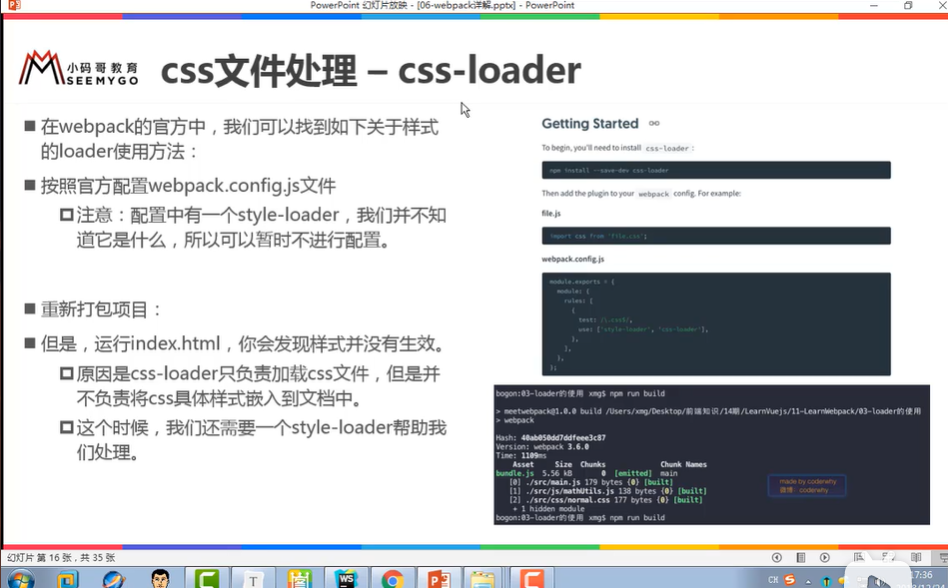 PowerPoint 幻灯片放映 - [06-webpack详解.pptx] - PowerPoint
小码哥教育
SEEMYGO
css文件处理 – css-loader
■ 在webpack的官方中，我们可以找到如下关于样式
的loader使用方法：
■ 按照官方配置webpack.config.js文件
注意：配置中有一个style-loader，我们并不知
道它是什么，所以可以暂时不进行配置。
■ 重新打包项目：
■ 但是，运行index.html，你会发现样式并没有生效。
原因是css-loader只负责加载css文件，但是并
不负责将css具体样式嵌入到文档中。
这个时候，我们还需要一个style-loader帮助我
们处理。
Getting Started
To begin, you'll need to install css-loader :
npm install --save-dev css-loader
Then add the plugin to your webpack config. For example:
file.js
import css from "file.css";
webpack.config.js
module.exports = {
module: {
rules: [
{
test: /\.css$/,
use: ['style-loader', 'css-loader'],
},
],
},
};
bogon:03-loader的使用 xmg$ npm run build
> meetwebpack@1.0.0 build /Users/xmg/Desktop/前端知识/14期/LearnVuejs/11-LearnWebpack/03-loader的使用
> webpack
Hash: 40ab050dd7ddfeee3c87
Version: webpack 3.6.0
Time: 1109ms
Asset Size Chunks Chunk Names
bundle.js 5.56 kB 0 [emitted] main
[0] ./src/main.js 179 bytes {0} [built]
[1] ./src/js/mathUtils.js 138 bytes {0} [built]
[2] ./src/css/normal.css 177 bytes {0} [built]
+ 1 hidden module
bogon:03-loader的使用 xmg$ npm run build
made by coderwhy
微博：coderwhy
幻灯片 第 16 张，共 35 张
CH
17:36